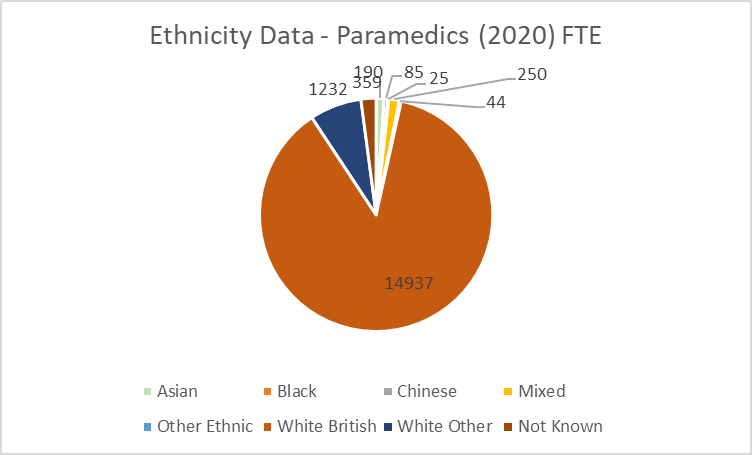 Ethnicity Data - Paramedics (2020) FTE
190
85
25
250
44
359
1232
14937
Asian
Black
Chinese
Mixed
Other Ethnic
White British
White Other
Not Known